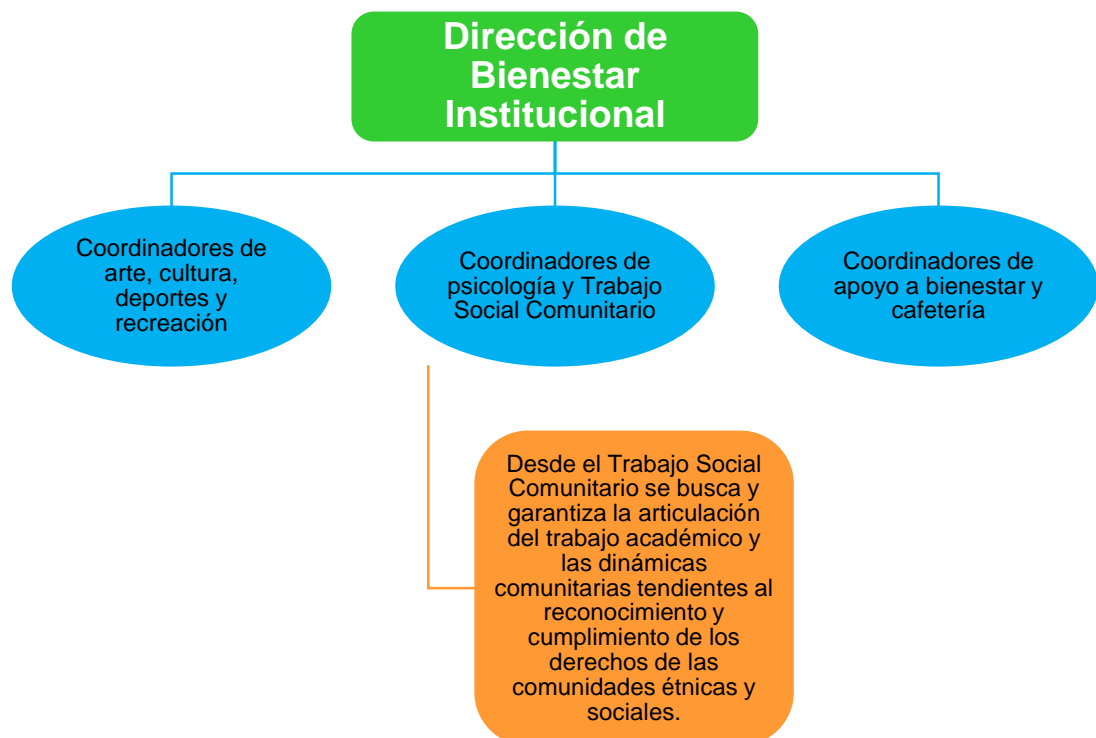 Dirección de
Bienestar
Institucional
Coordinadores de
arte, cultura,
deportes y
recreación
Coordinadores de
psicología y Trabajo
Social Comunitario
Coordinadores de
apoyo a bienestar y
cafetería
Desde el Trabajo Social
Comunitario se busca y
garantiza la articulación
del trabajo académico y
las dinámicas
comunitarias tendientes al
reconocimiento y
cumplimiento de los
derechos de las
comunidades étnicas y
sociales.